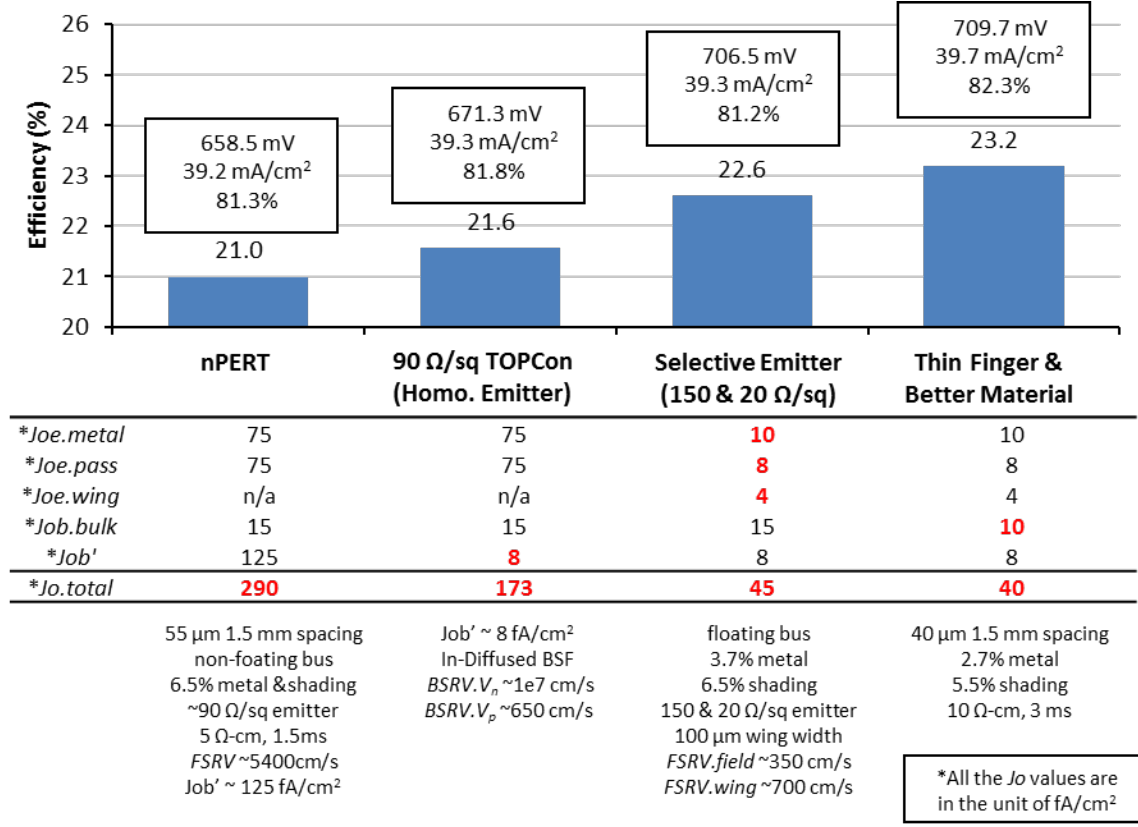 Efficiency (%)
26
25
24
23
22
21
20
658.5 mV
39.2 mA/cm²
81.3%
21.0
671.3 mV
39.3 mA/cm²
81.8%
21.6
706.5 mV
39.3 mA/cm²
81.2%
22.6
709.7 mV
39.7 mA/cm²
82.3%
23.2
nPERT
90 Ω/sq TOPCon
(Homo. Emitter)
Selective Emitter
(150 & 20 Ω/sq)
Thin Finger &
Better Material
*Joe.metal 75 75 10 10
*Joe.pass 75 75 8 8
*Joe.wing n/a n/a 4 4
*Job.bulk 15 15 15 10
*Job' 125 8 8 8
*Jo.total 290 173 45 40
55 µm 1.5 mm spacing
non-foating bus
6.5% metal &shading
~90 Ω/sq emitter
5 Ω-cm, 1.5ms
FSRV ~5400cm/s
Job' ~ 125 fA/cm²
Job' ~ 8 fA/cm²
In-Diffused BSF
BSRV.Vn ~1e7 cm/s
BSRV.Vp ~650 cm/s
floating bus
3.7% metal
6.5% shading
150 & 20 Ω/sq emitter
100 µm wing width
FSRV.field ~350 cm/s
FSRV.wing ~700 cm/s
40 µm 1.5 mm spacing
2.7% metal
5.5% shading
10 Ω-cm, 3 ms
*All the Jo values are
in the unit of fA/cm²